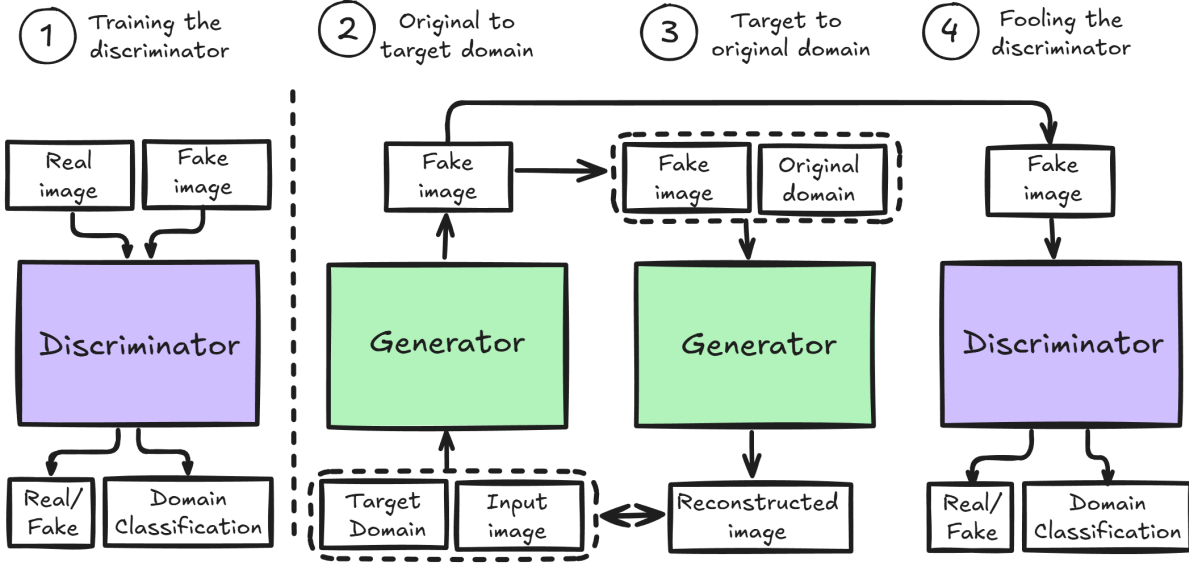 1
Training the
discriminator
2
Original to
target domain
3
Target to
original domain
4
Fooling the
discriminator
Real
image
Fake
image
Discriminator
Real/
Fake
Domain
Classification
Fake
image
Generator
Target
Domain
Input
image
Fake
image
Original
domain
Generator
Reconstructed
image
Fake
image
Discriminator
Real/
Fake
Domain
Classification